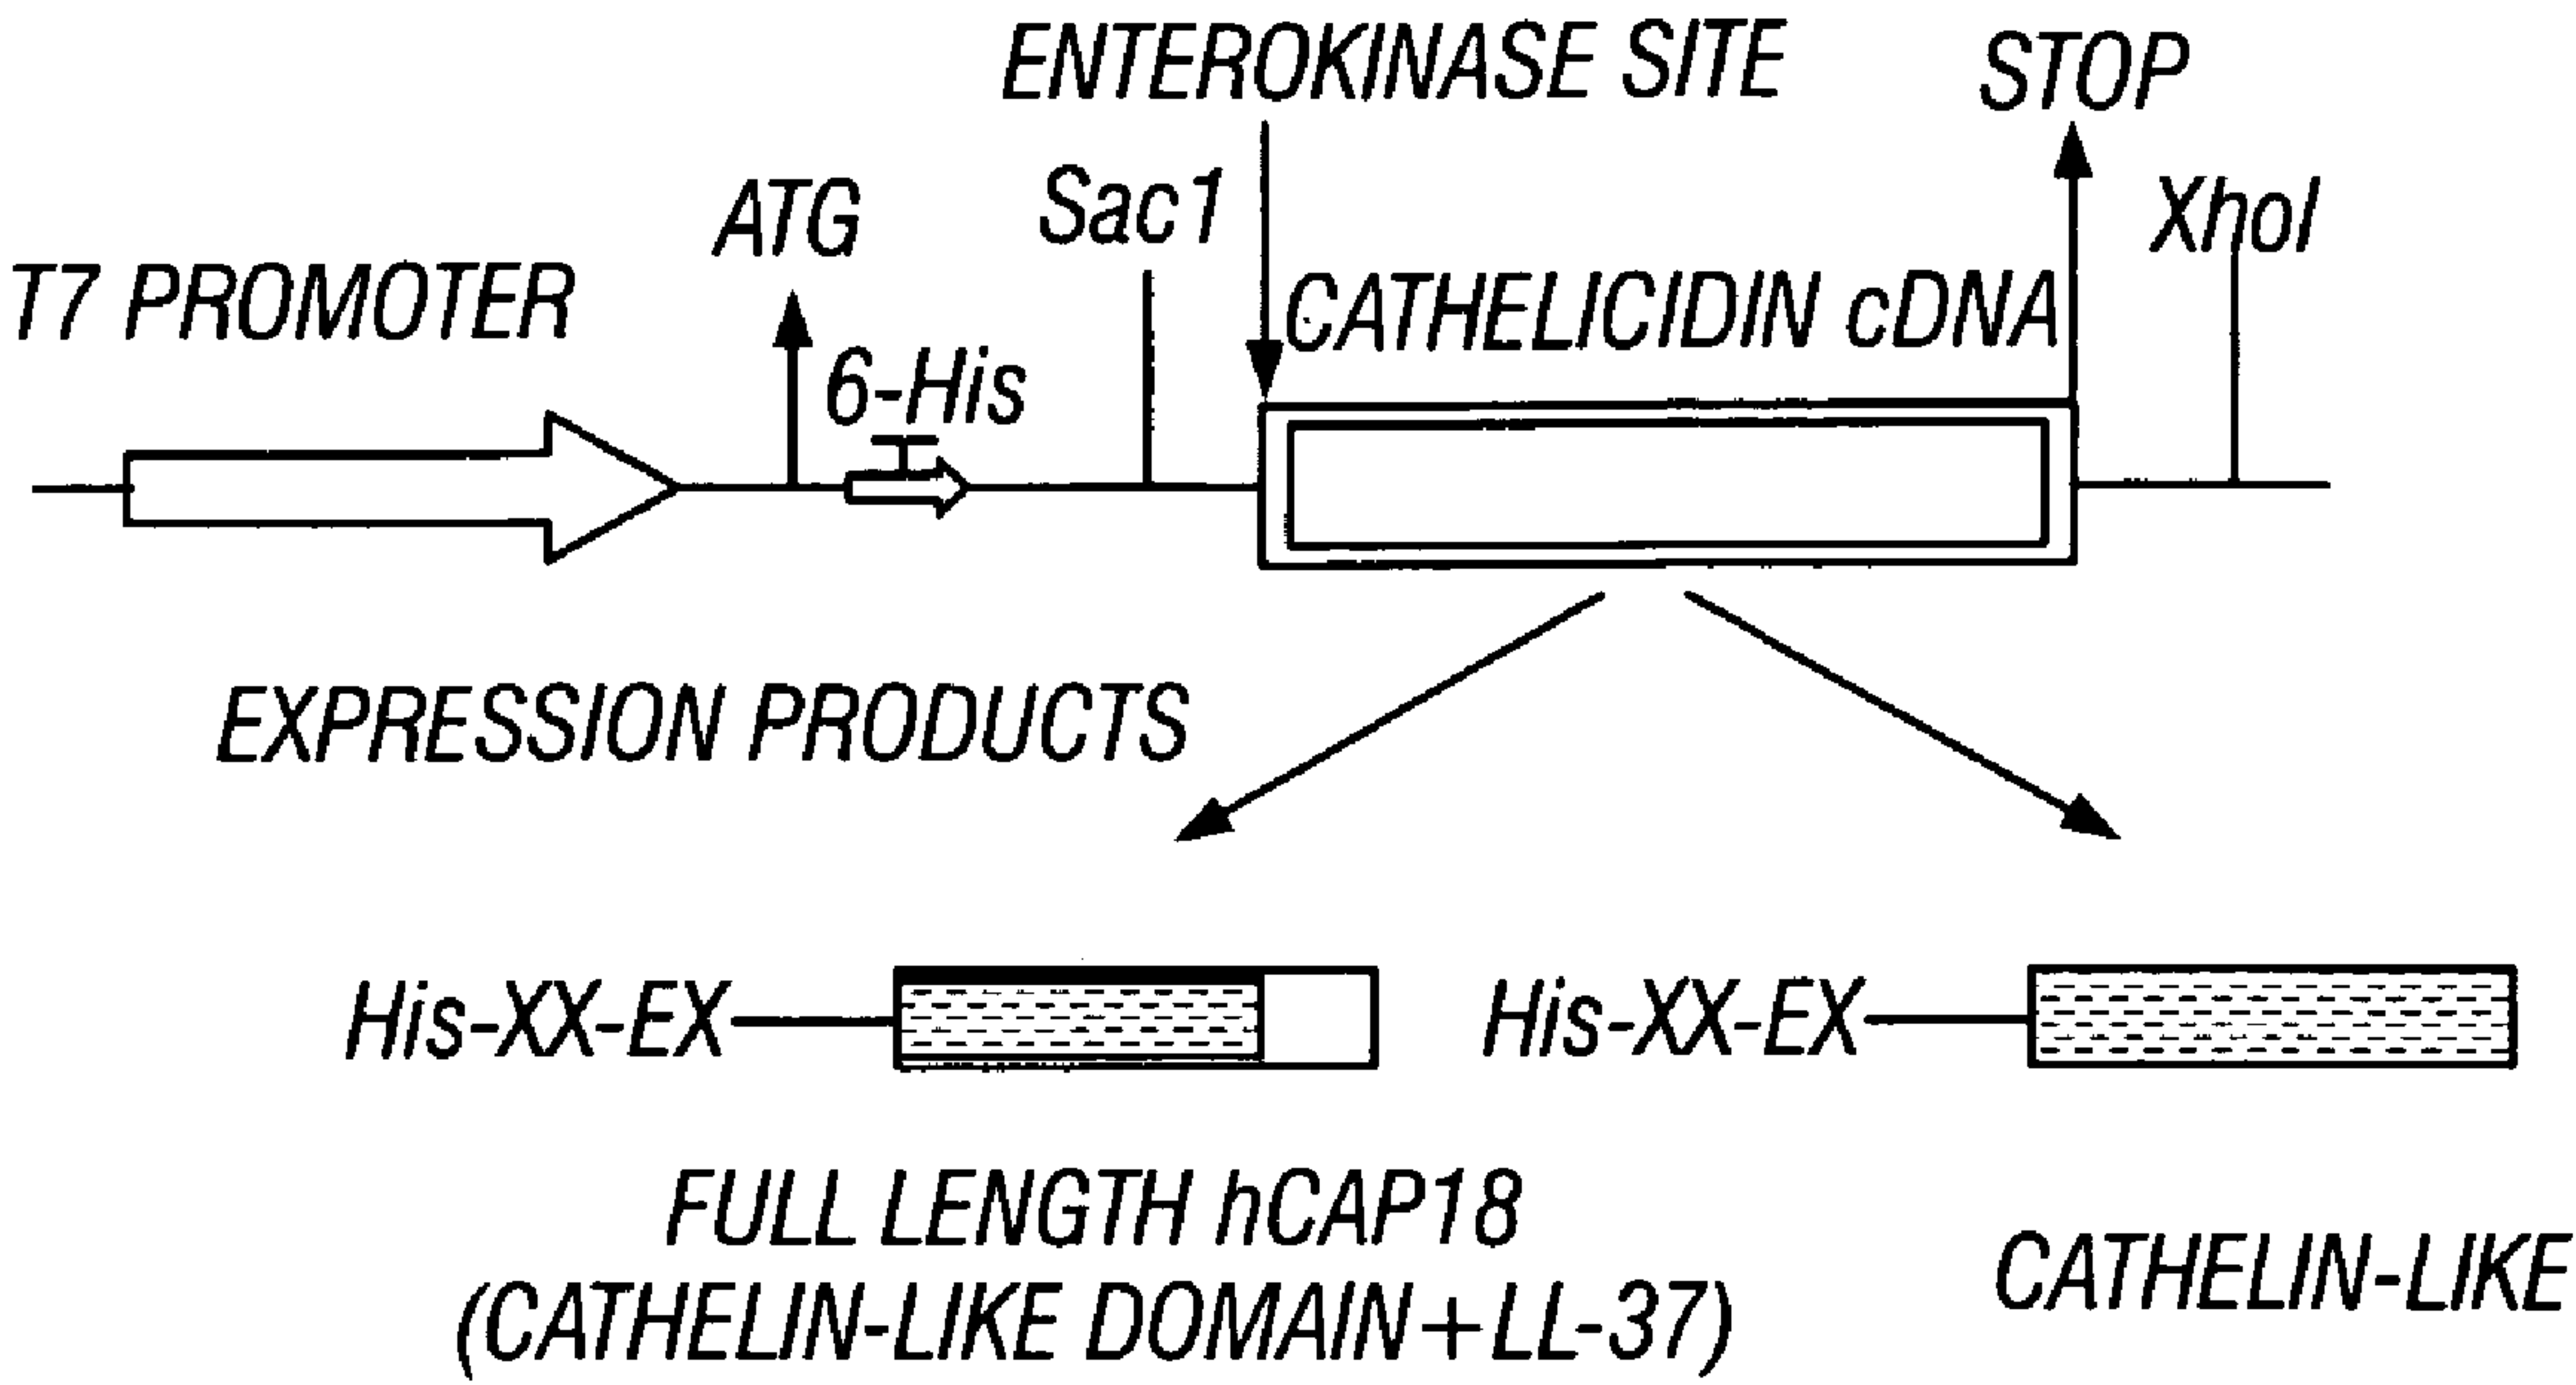 ENTEROKINASE SITE
STOP
ATG
Sac1
XhoI
T7 PROMOTER
CATHELICIDIN cDNA
6-His
EXPRESSION PRODUCTS
His-XX-EX
His-XX-EX
FULL LENGTH hCAP18
(CATHELIN-LIKE DOMAIN+LL-37)
CATHELIN-LIKE